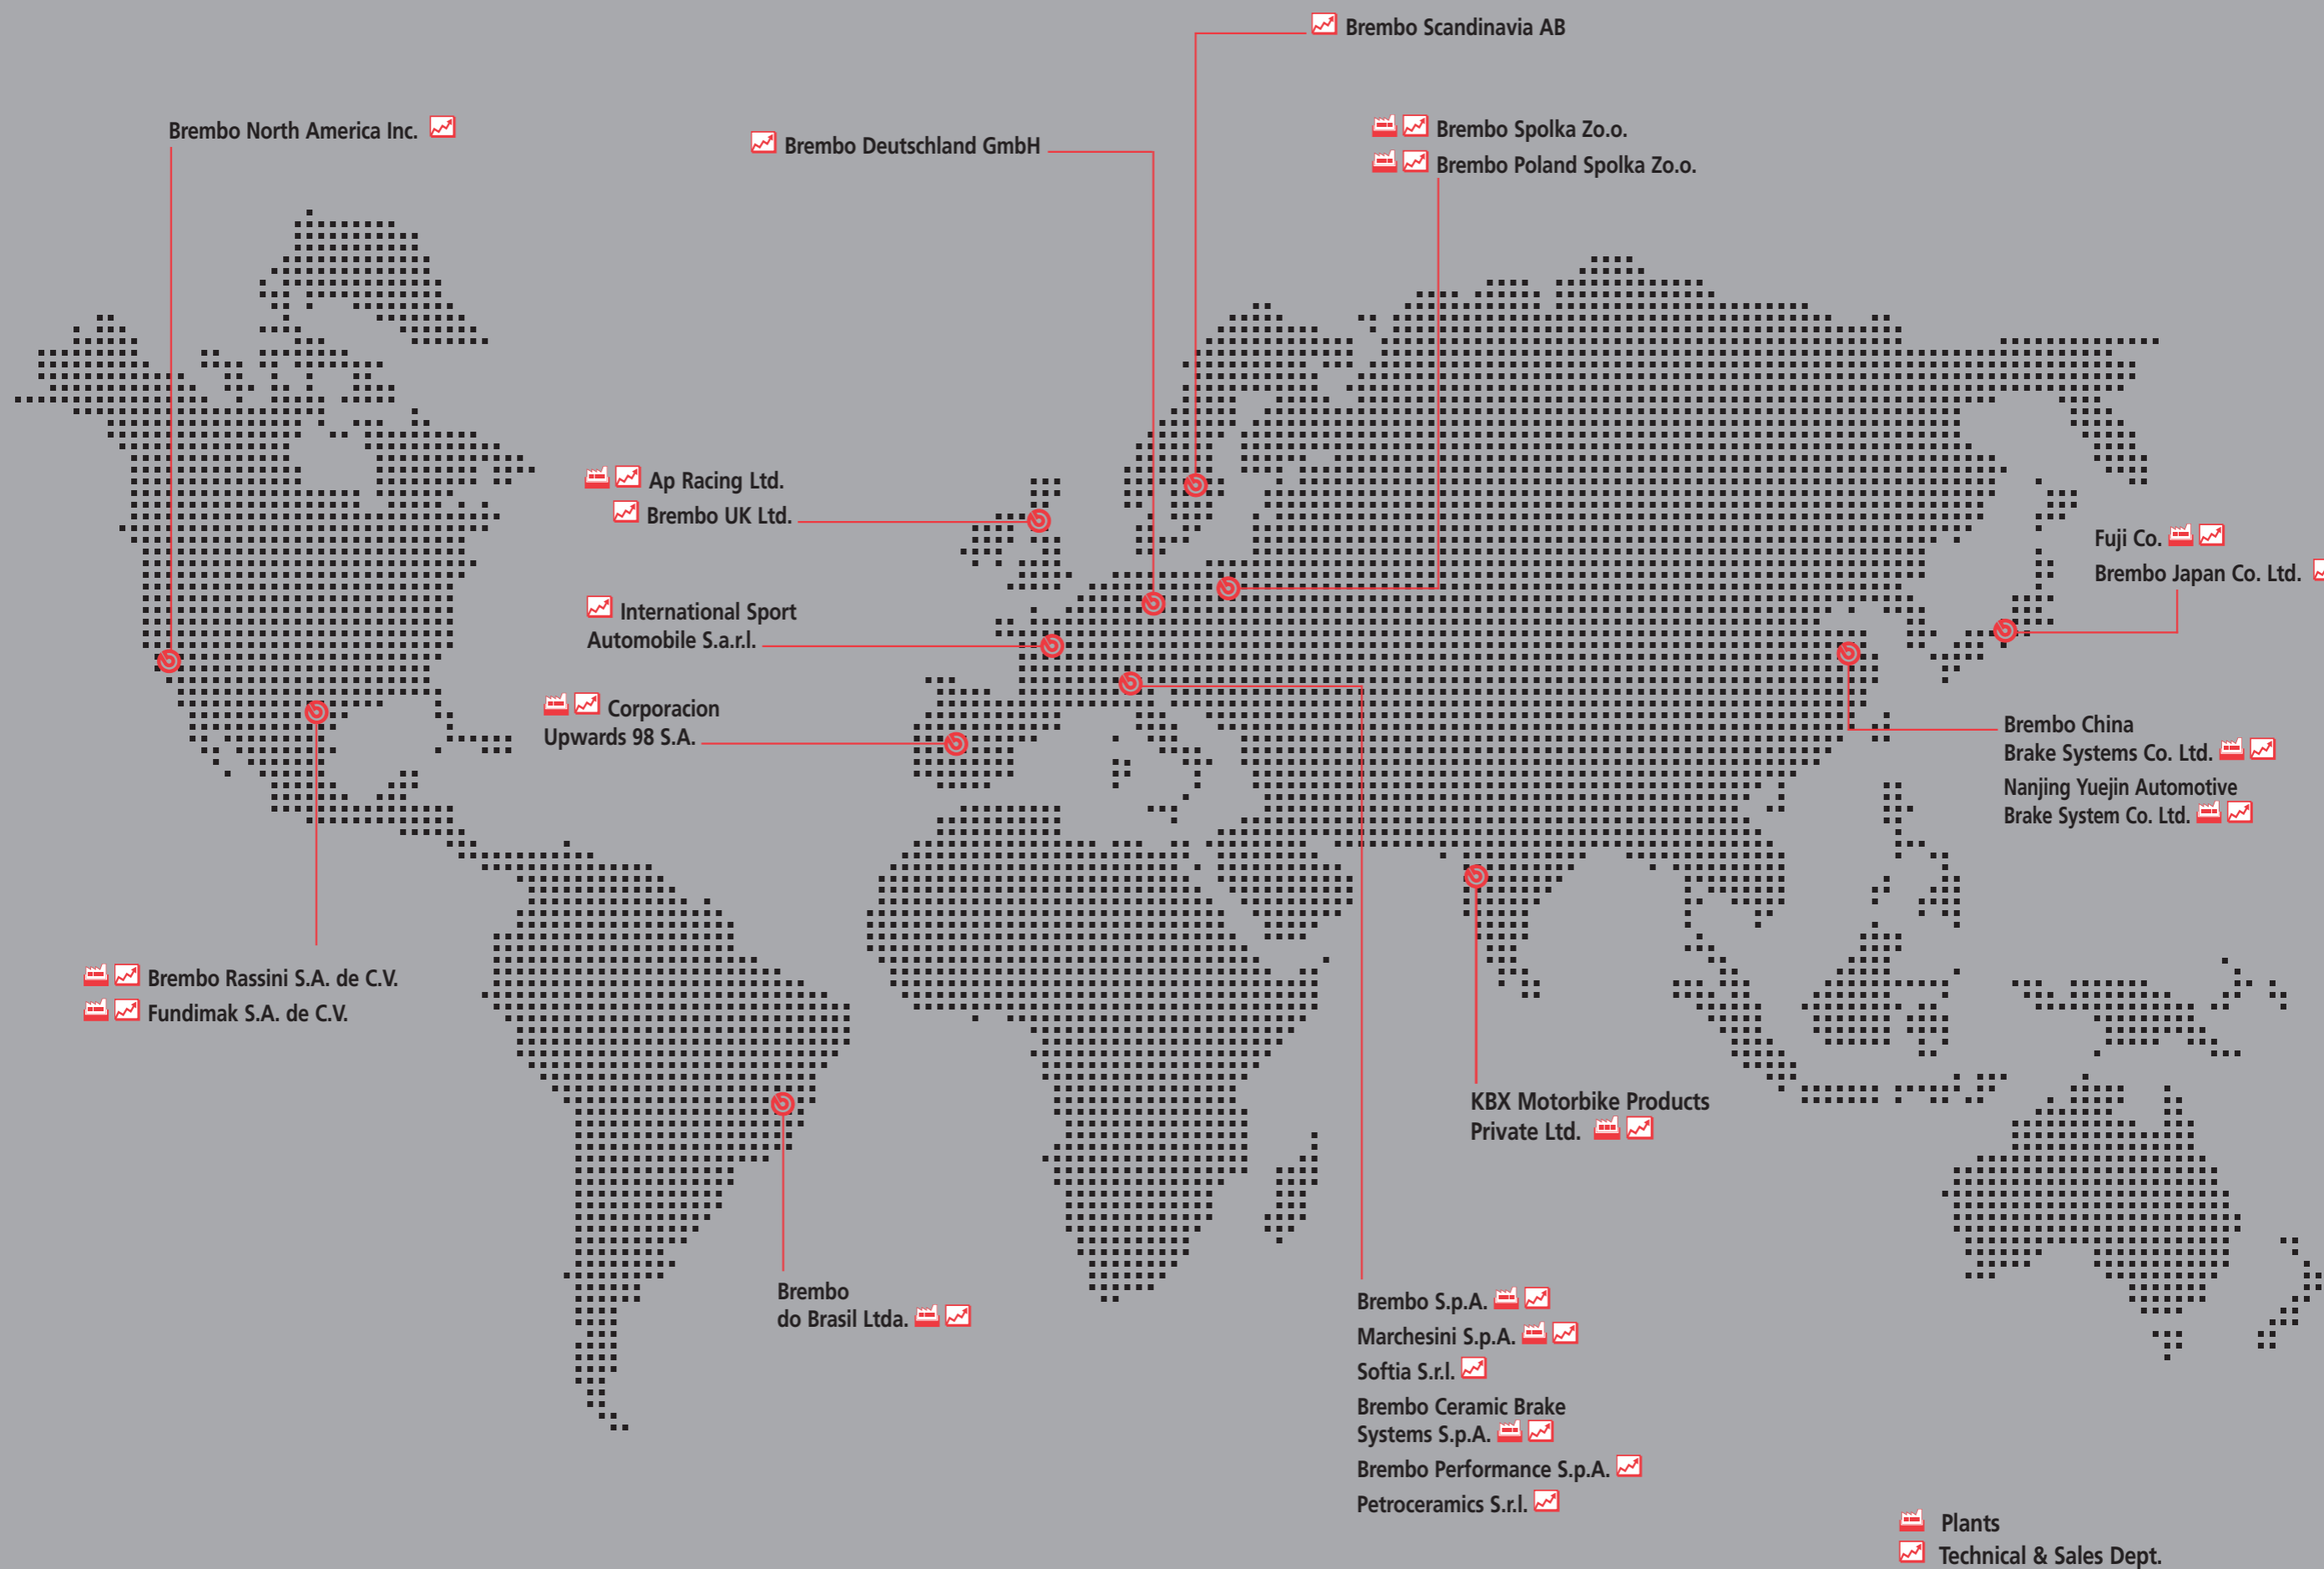 Brembo Scandinavia AB
Brembo North America Inc.
Brembo Deutschland GmbH
Brembo Spolka Zo.o.
Brembo Poland Spolka Zo.o.
Ap Racing Ltd.
Brembo UK Ltd.
Fuji Co.
Brembo Japan Co. Ltd.
International Sport
Automobile S.a.r.l.
Corporacion
Upwards 98 S.A.
Brembo China
Brake Systems Co. Ltd.
Nanjing Yuejin Automotive
Brake System Co. Ltd.
Brembo Rassini S.A. de C.V.
Fundimak S.A. de C.V.
KBX Motorbike Products
Private Ltd.
Brembo
do Brasil Ltda.
Brembo S.p.A.
Marchesini S.p.A.
Softia S.r.l.
Brembo Ceramic Brake
Systems S.p.A.
Brembo Performance S.p.A.
Petroceramics S.r.l.
Plants
Technical & Sales Dept.